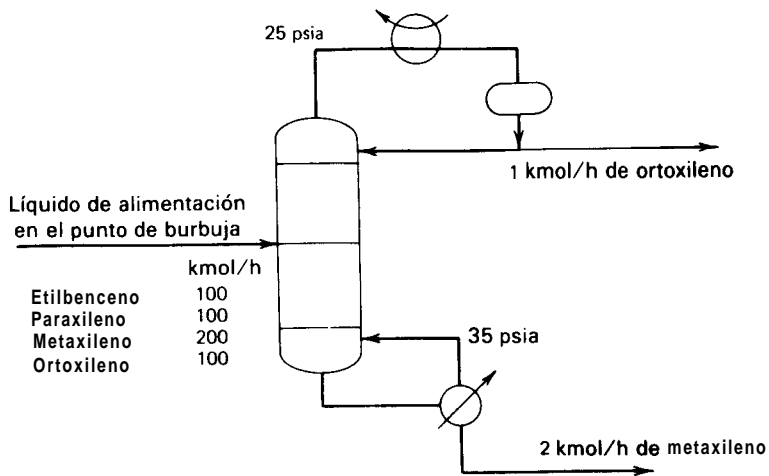 25 psia
1 kmol/h de ortoxileno
Líquido de alimentación
en el punto de burbuja
kmol/h
Etilbenceno 100
Paraxileno 100
Metaxileno 200
Ortoxileno 100
35 psia
2 kmol/h de metaxileno